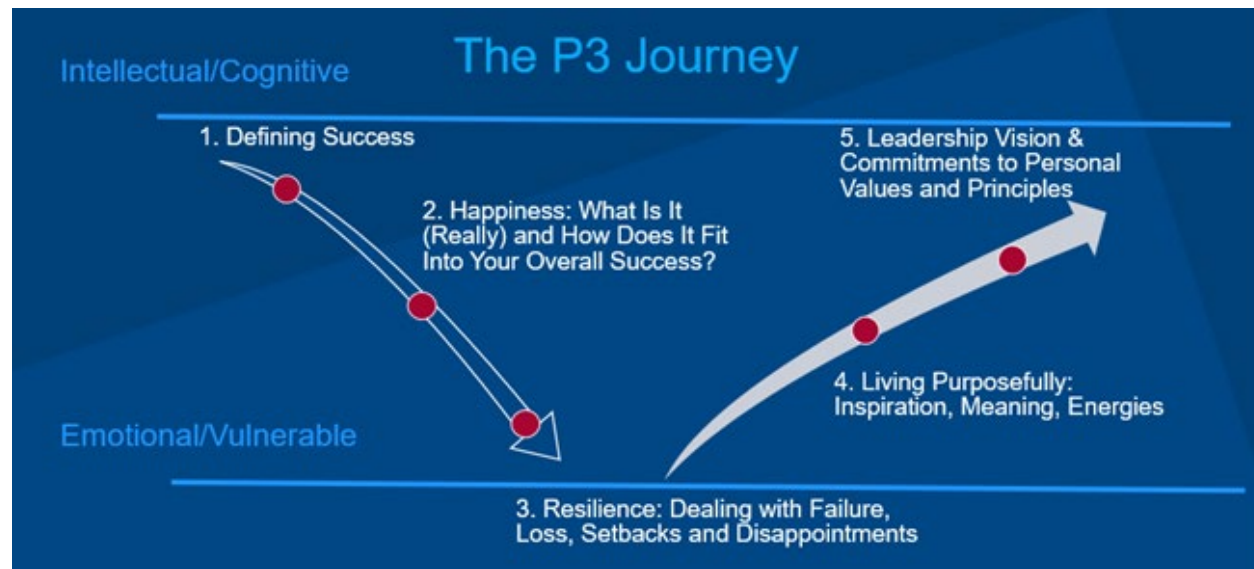 The P3 Journey
Intellectual/Cognitive
1. Defining Success
2. Happiness: What Is It
(Really) and How Does It Fit
Into Your Overall Success?
Emotional/Vulnerable
3. Resilience: Dealing with Failure,
Loss, Setbacks and Disappointments
4. Living Purposefully:
Inspiration, Meaning, Energies
5. Leadership Vision &
Commitments to Personal
Values and Principles